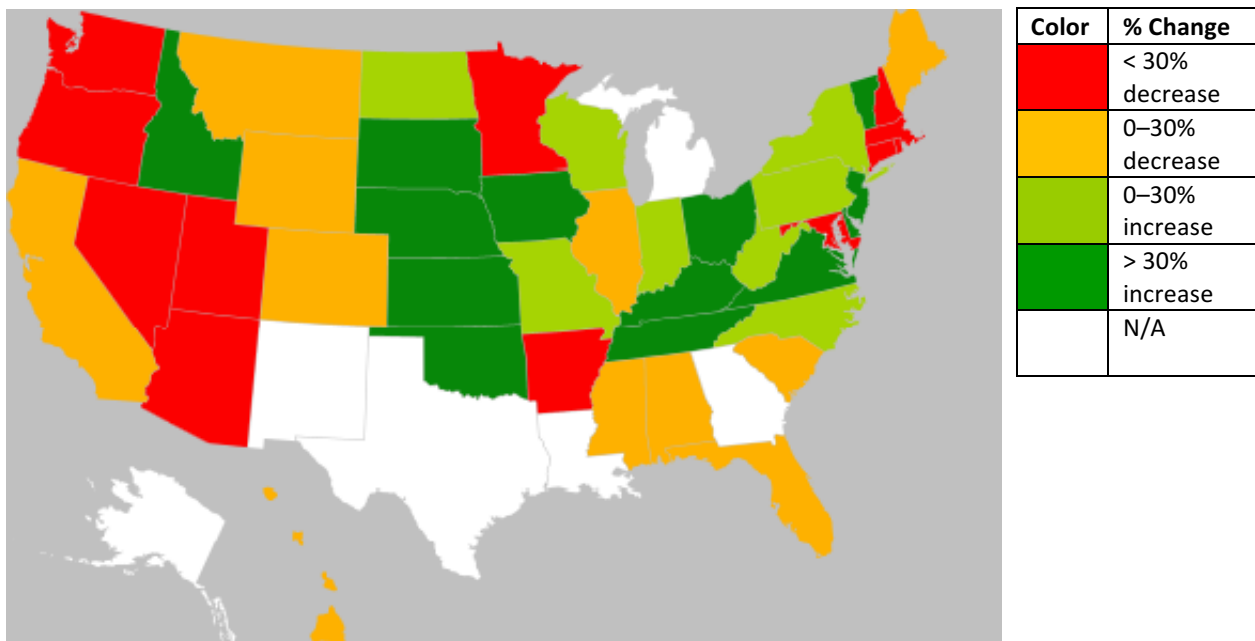 Color % Change
< 30%
decrease
0–30%
decrease
0–30%
increase
> 30%
increase
N/A